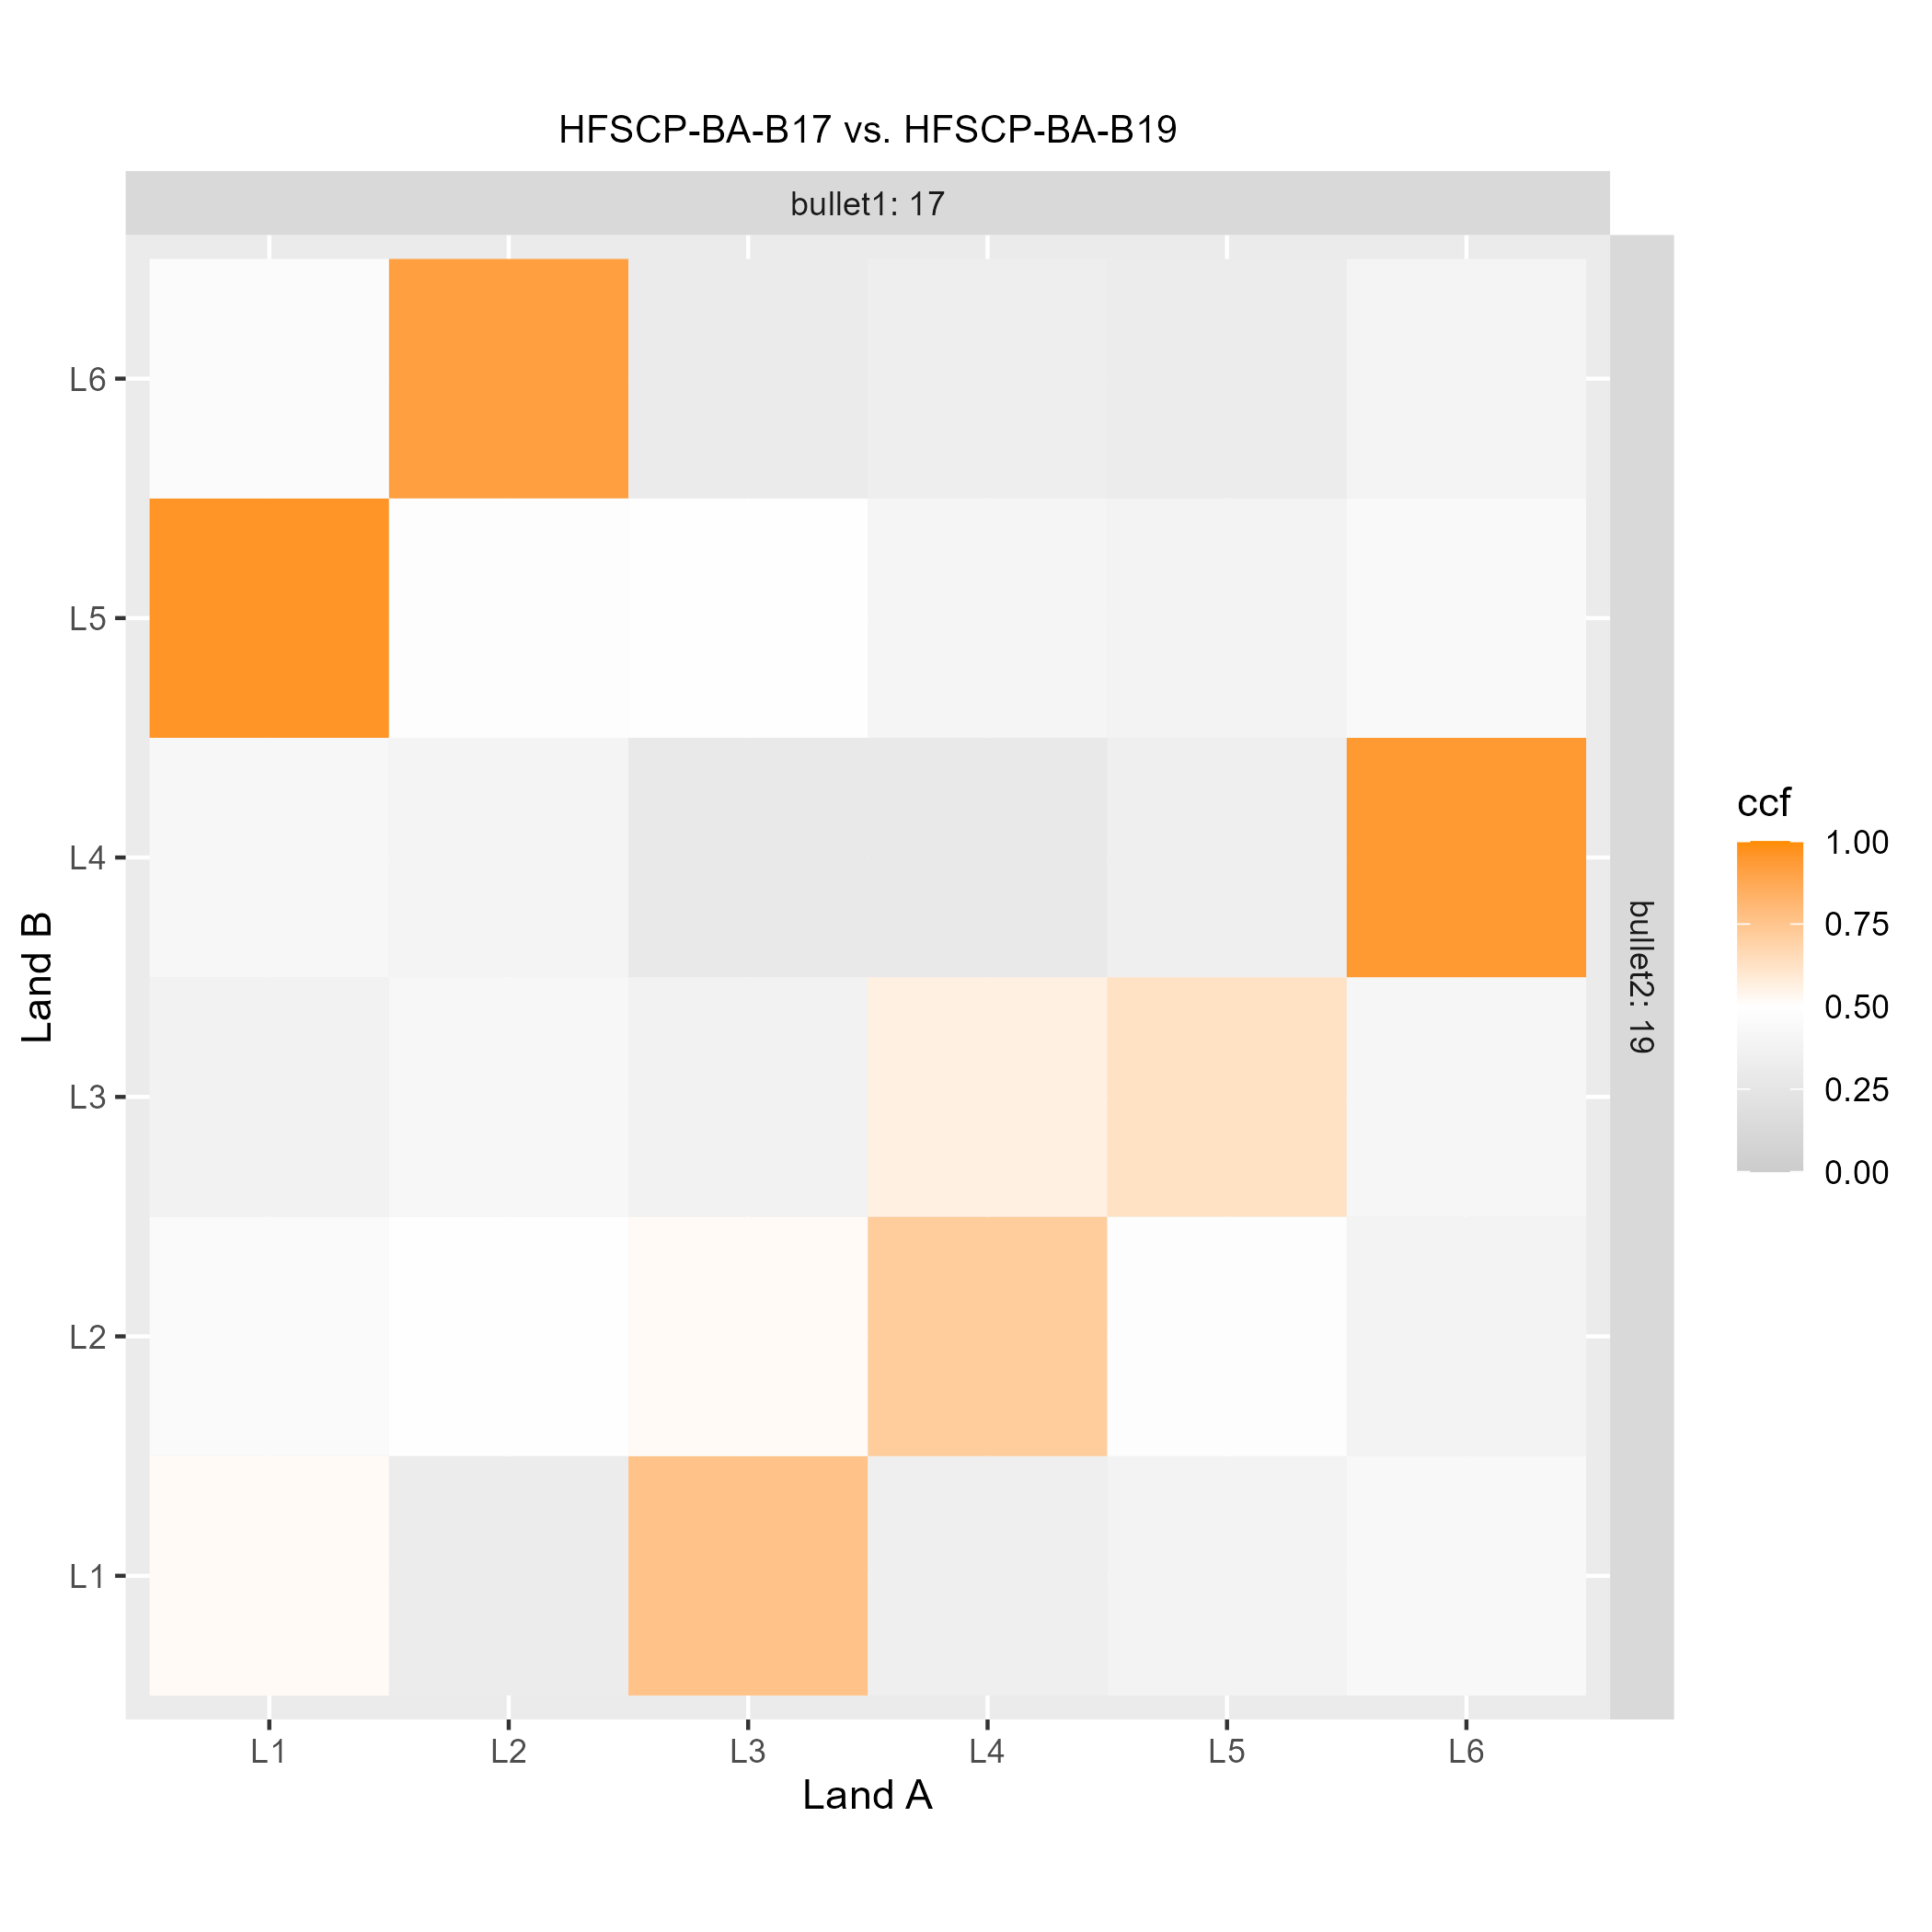 HFSCP-BA-B17 vs. HFSCP-BA-B19
bullet1: 17
L6
L5
L4
L3
L2
L1
Land B
bullet2: 19
ccf
1.00
0.75
0.50
0.25
0.00
L1 L2 L3 L4 L5 L6
Land A